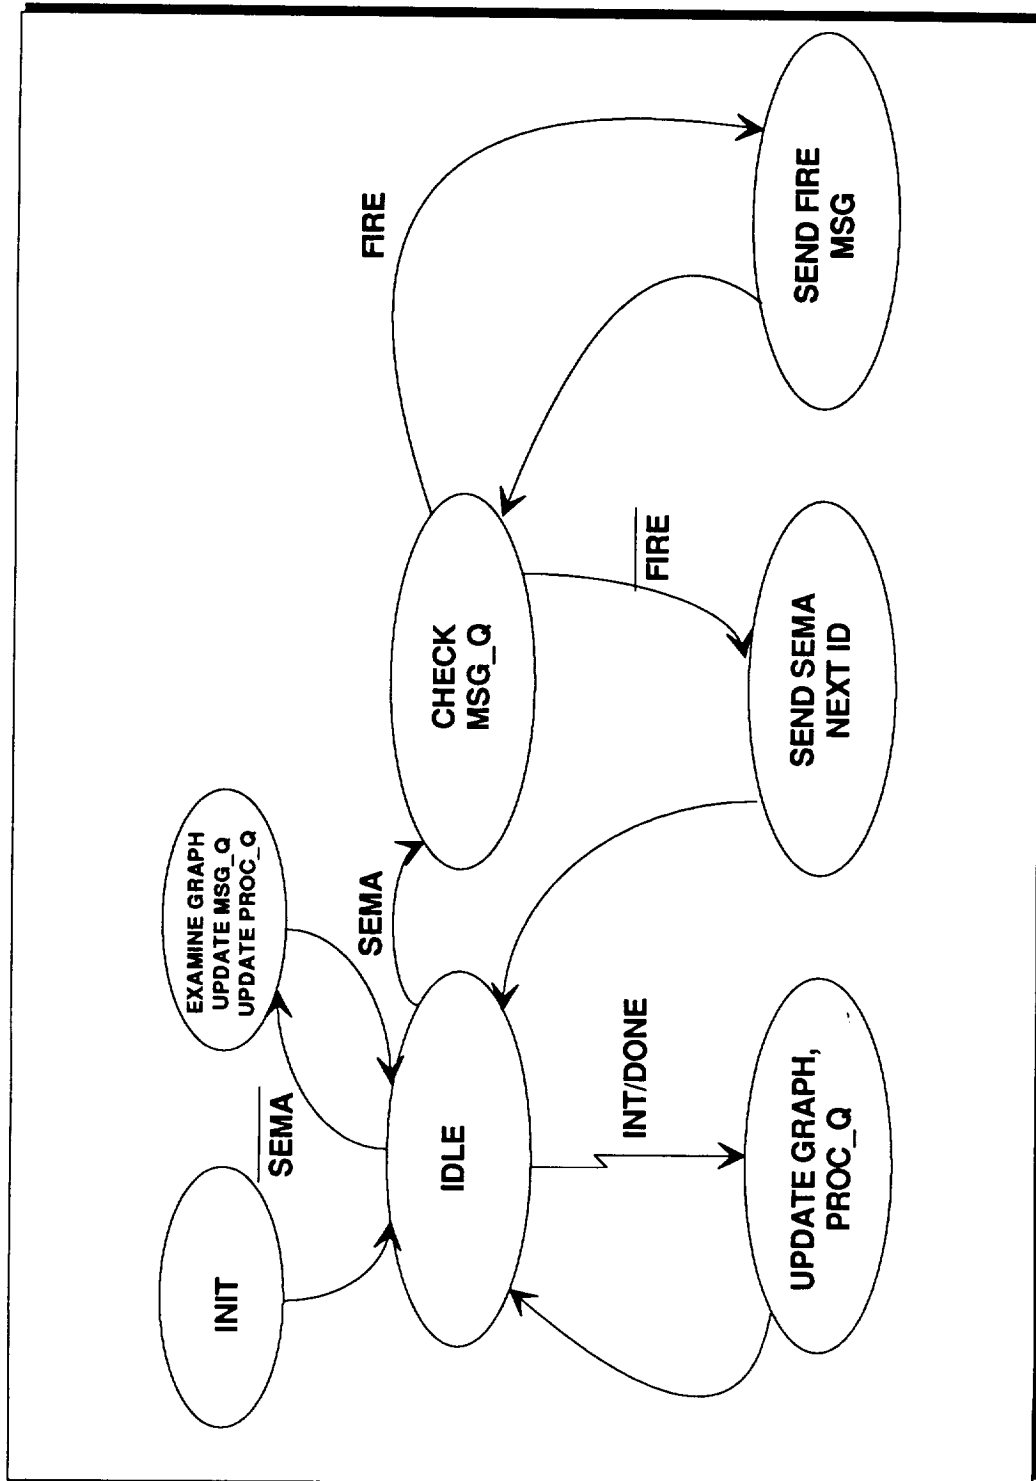 INIT
SEMA
EXAMINE GRAPH
UPDATE MSG_Q
UPDATE PROC_Q
IDLE
SEMA
CHECK
MSG_Q
FIRE
INT/DONE
FIRE
UPDATE GRAPH,
PROC_Q
SEND SEMA
NEXT ID
SEND FIRE
MSG